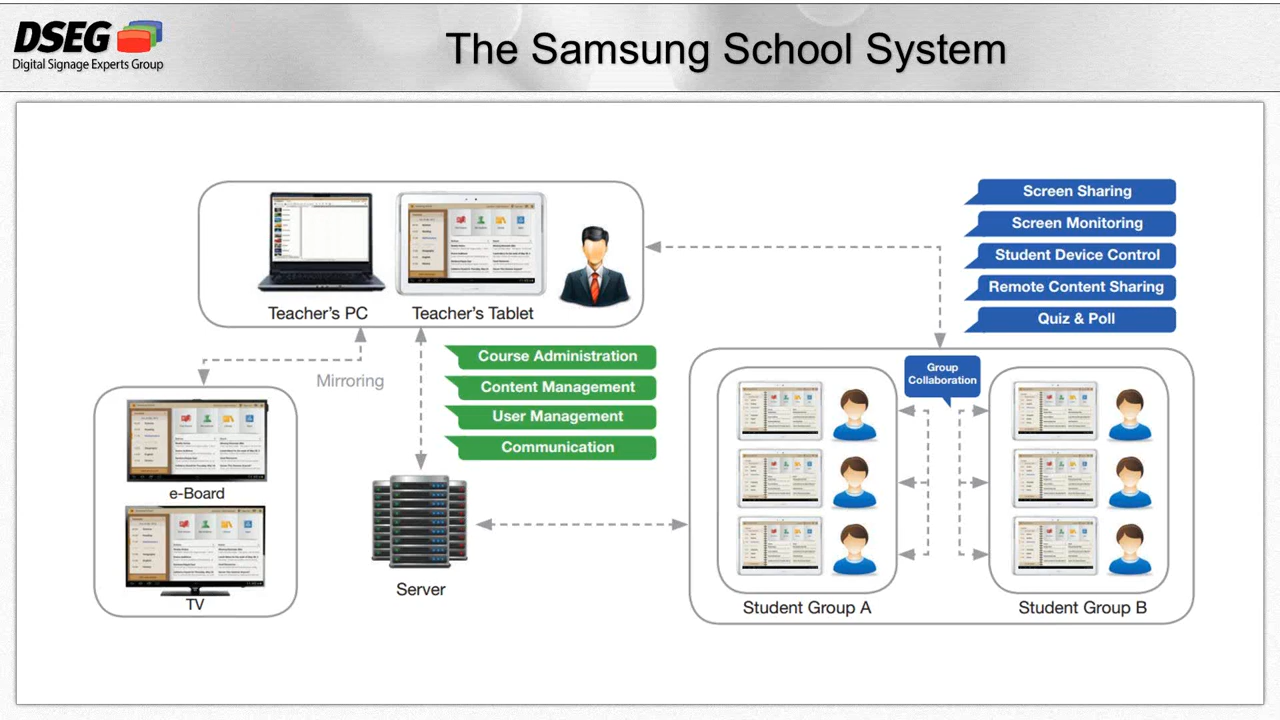 DSEG
Digital Signage Experts Group
The Samsung School System
Teacher's PC
Teacher's Tablet
Screen Sharing
Screen Monitoring
Student Device Control
Remote Content Sharing
Quiz & Poll
Mirroring
Course Administration
Content Management
User Management
Communication
Group
Collaboration
e-Board
TV
Server
Student Group A
Student Group B